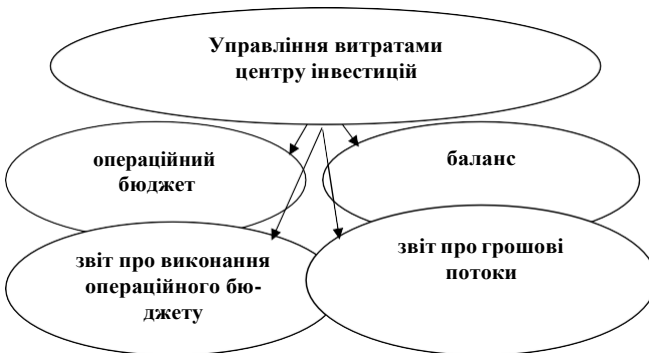 Управління витратами
центру інвестицій
операційний
бюджет
баланс
звіт про виконання
операційного бю-
джету
звіт про грошові
потоки